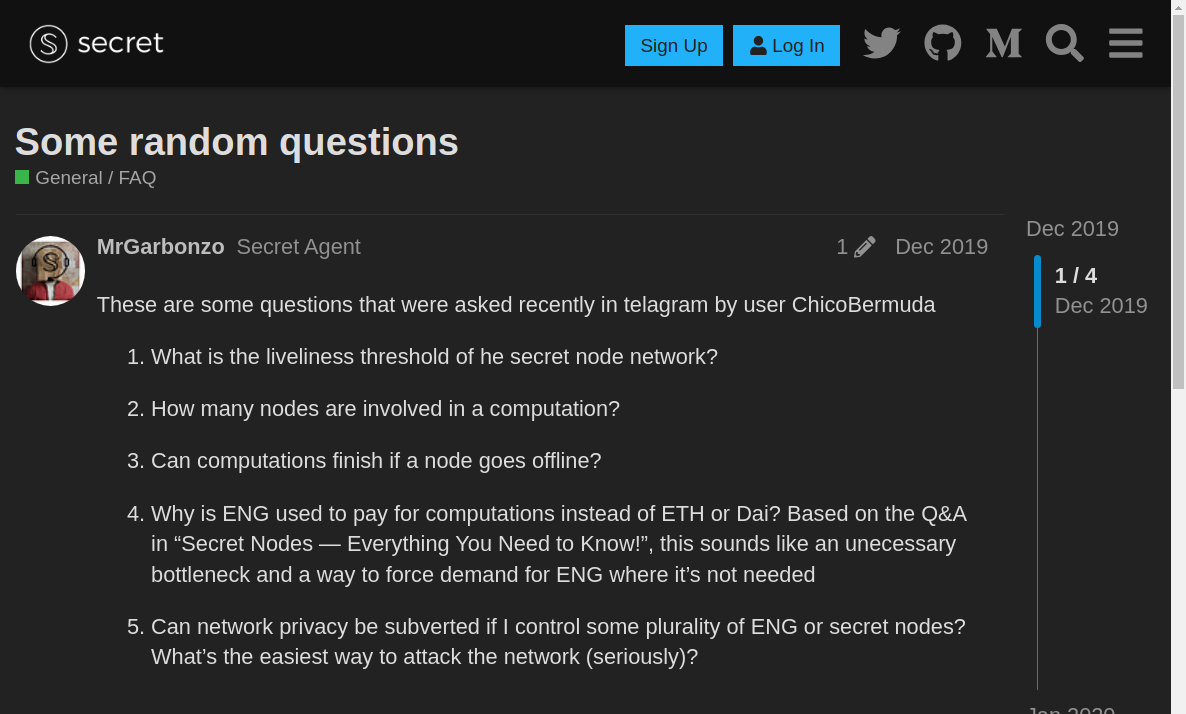 secret
Sign Up
Log In
Some random questions
General / FAQ
MrGarbonzo Secret Agent 1 Dec 2019
These are some questions that were asked recently in telagram by user ChicoBermuda
1. What is the liveliness threshold of he secret node network?
2. How many nodes are involved in a computation?
3. Can computations finish if a node goes offline?
4. Why is ENG used to pay for computations instead of ETH or Dai? Based on the Q&A
in “Secret Nodes — Everything You Need to Know!”, this sounds like an unecessary
bottleneck and a way to force demand for ENG where it’s not needed
5. Can network privacy be subverted if I control some plurality of ENG or secret nodes?
What’s the easiest way to attack the network (seriously)?
Dec 2019
1 / 4
Dec 2019
Jan 2020